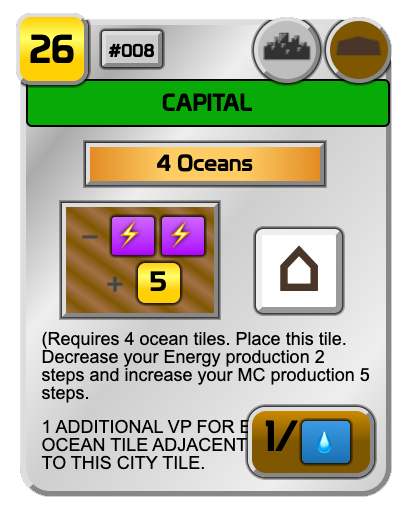 26
#008
CAPITAL
4 Oceans
−
+ 5
(Requires 4 ocean tiles. Place this tile.
Decrease your Energy production 2
steps and increase your MC production 5
steps.
1 ADDITIONAL VP FOR
OCEAN TILE ADJACENT
TO THIS CITY TILE.
1/